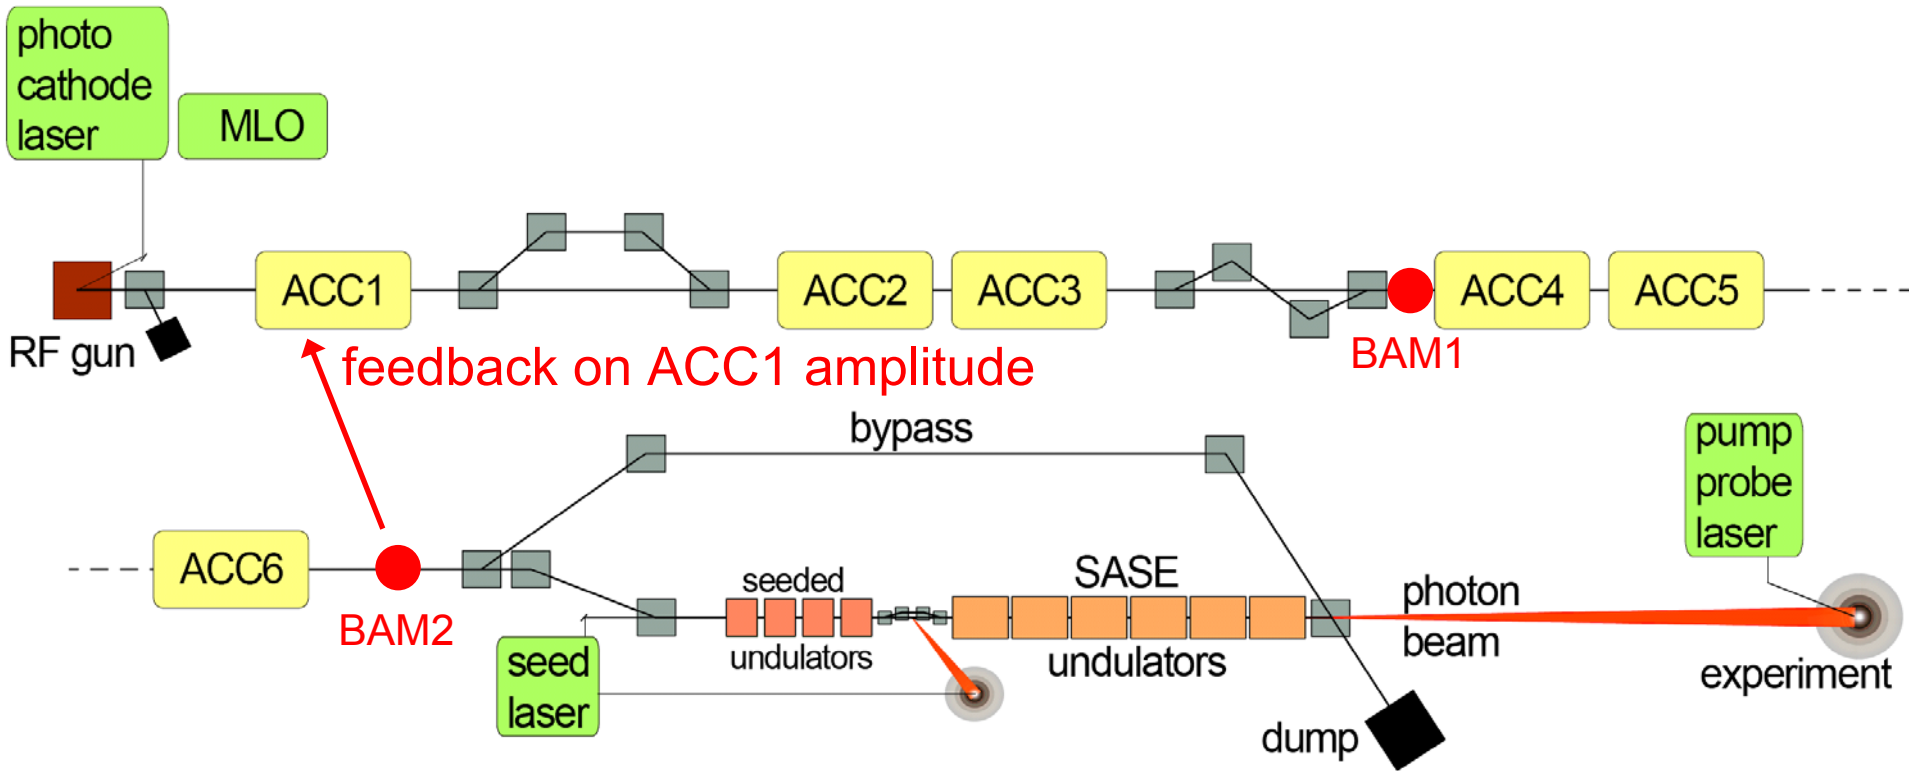 photo
cathode
laser
MLO
RF gun
ACC1
ACC2
ACC3
BAM1
ACC4
ACC5
feedback on ACC1 amplitude
bypass
pump
probe
laser
ACC6
BAM2
seed
laser
seeded
undulators
SASE
undulators
photon
beam
experiment
dump